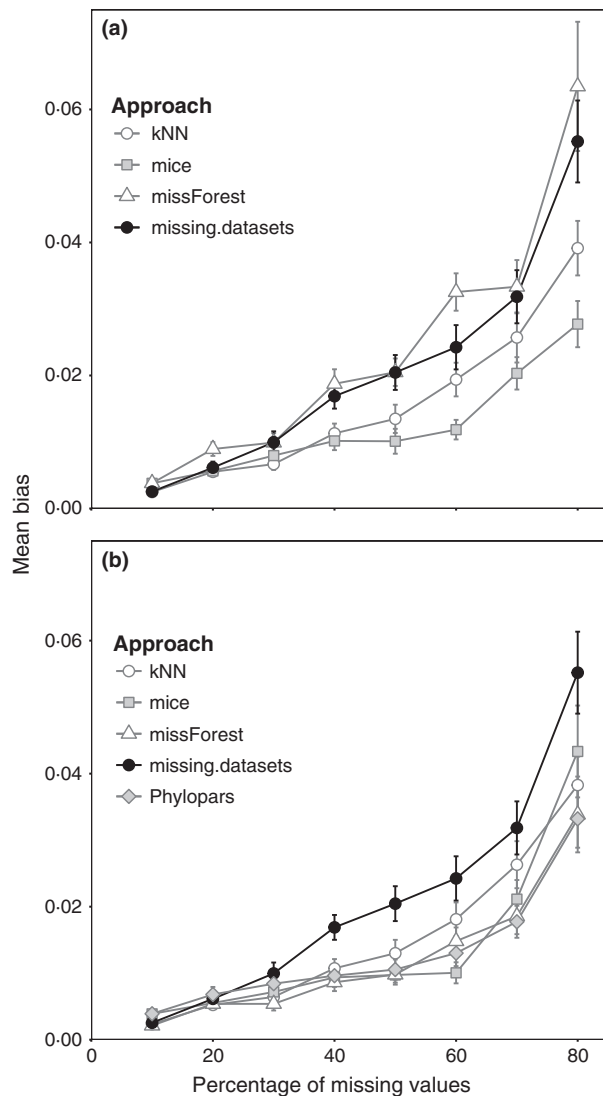 (a)
0·06
Approach
kNN
mice
missForest
missing.datasets
0·04
0·02
0·00
Mean bias
(b)
0·06
Approach
kNN
mice
missForest
missing.datasets
Phylopars
0·04
0·02
0·00
0 20 40 60 80
Percentage of missing values